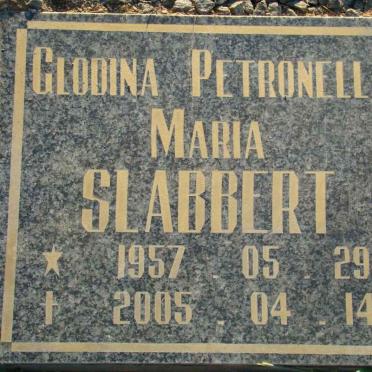 GLODINA PETRONELL
MARIA
SLABBERT
1957 . 05 . 29
2005 . 04 . 14